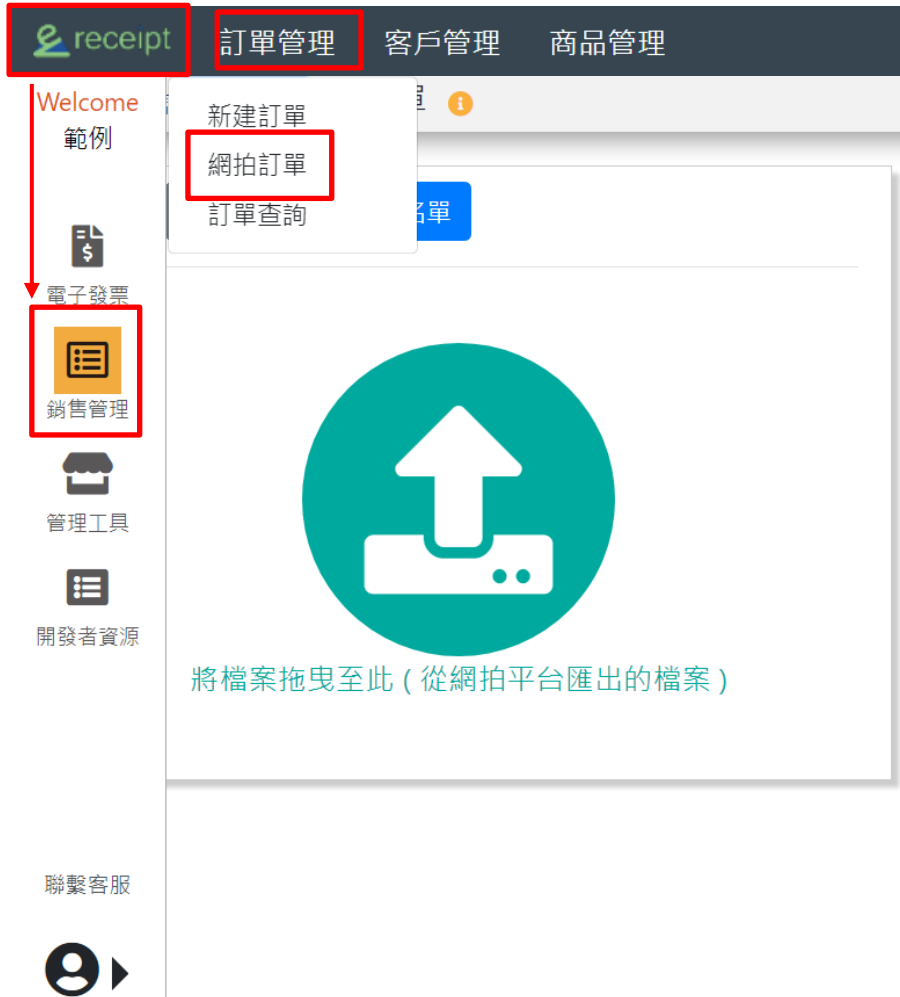 receipt 訂單管理 客戶管理 商品管理
Welcome
範例
新建訂單
網拍訂單
訂單查詢
名單
電子發票
銷售管理
管理工具
開發者資源
將檔案拖曳至此 ( 從網拍平台匯出的檔案 )
聯繫客服